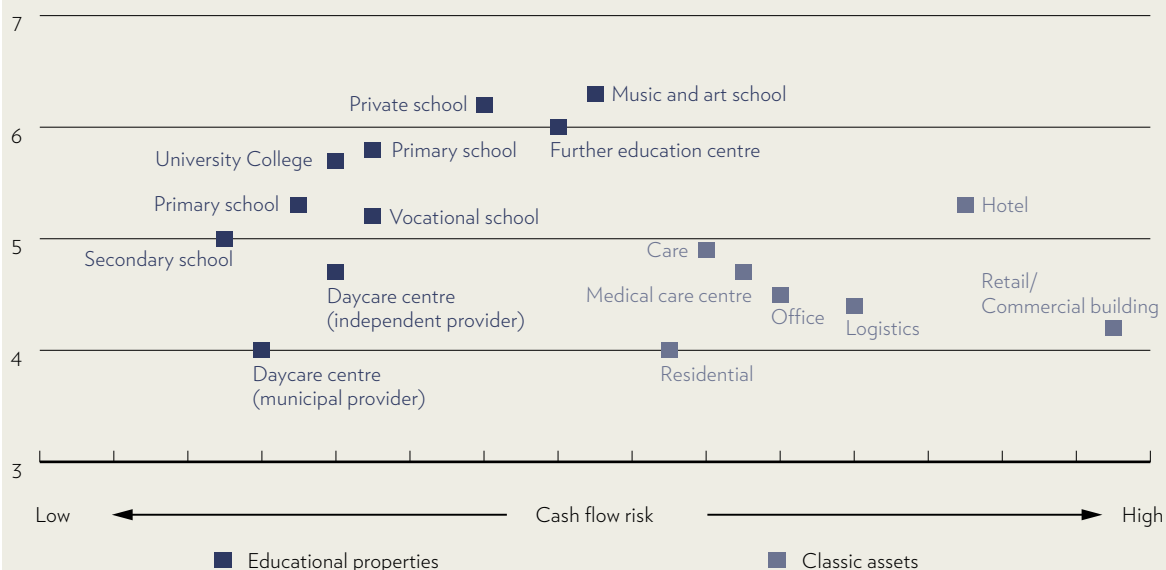 7
Music and art school
Private school
6
Further education centre
Primary school
University College
Primary school
Hotel
Vocational school
5
Care
Secondary school
Retail/
Commercial building
Medical care centre
Daycare centre
(independent provider)
Office
Logistics
4
Daycare centre
(municipal provider)
Residential
3
Low
Cash flow risk
High
Educational properties
Classic assets